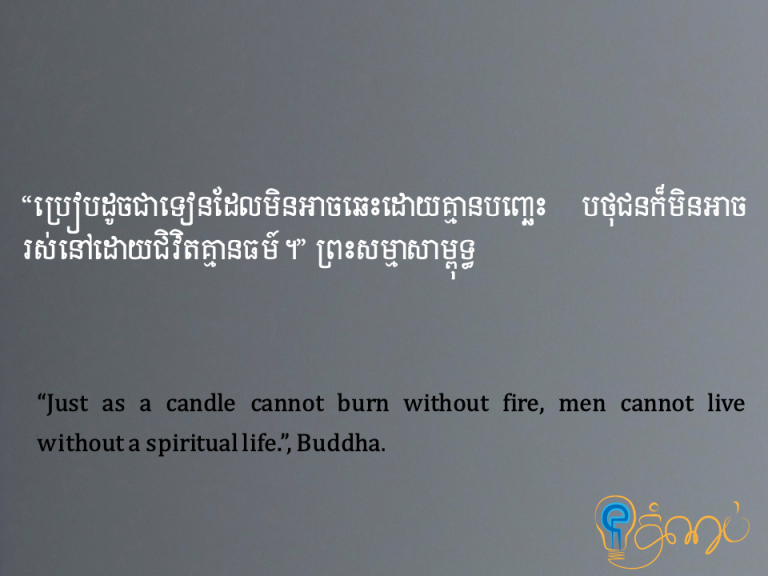 “ប្រៀបដូចជាទៀនដែលមិនអាចឆេះដោយគ្មានបញ្ឆេះ បថុជនក៏មិនអាច
រស់នៅដោយជិវិតគ្មានធម៍។” ព្រះសម្មាសាម្ពុទ្ធ
“Just as a candle cannot burn without fire, men cannot live
without a spiritual life.”, Buddha.
គំរប់